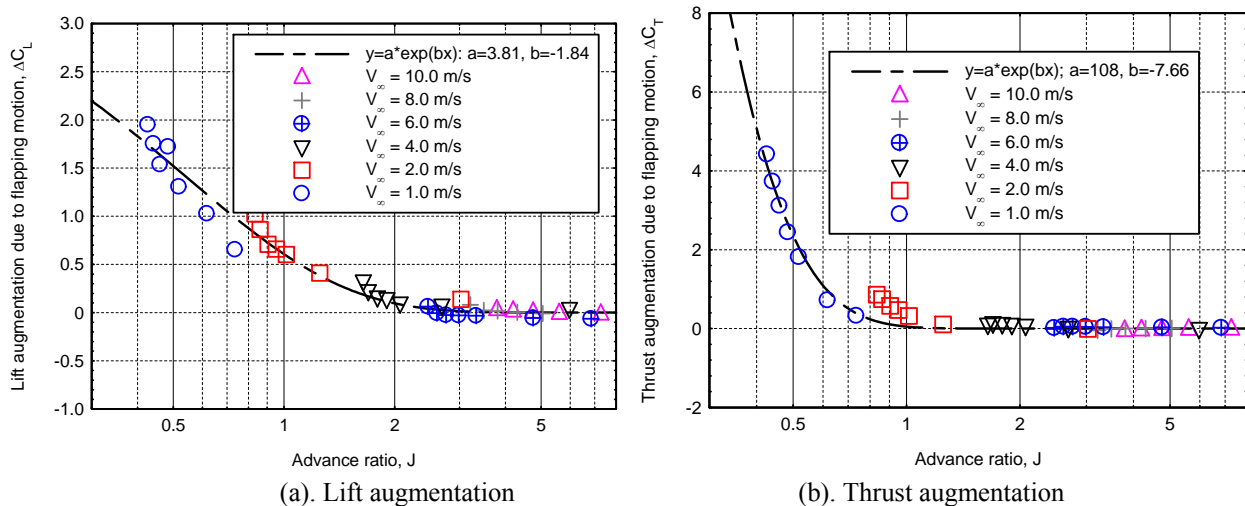 Lift augmentation due to flapping motion, ΔC_L
3.0
2.5
2.0
1.5
1.0
0.5
0
-0.5
-1.0
y=a*exp(bx): a=3.81, b=-1.84
V∞ = 10.0 m/s
V∞ = 8.0 m/s
V∞ = 6.0 m/s
V∞ = 4.0 m/s
V∞ = 2.0 m/s
V∞ = 1.0 m/s
0.5 1 2 5
Advance ratio, J
(a). Lift augmentation
Thrust augmentation due to flapping motion, ΔC_T
8
6
4
2
0
-2
y=a*exp(bx); a=108, b=-7.66
V∞ = 10.0 m/s
V∞ = 8.0 m/s
V∞ = 6.0 m/s
V∞ = 4.0 m/s
V∞ = 2.0 m/s
V∞ = 1.0 m/s
0.5 1 2 5
Advance ratio, J
(b). Thrust augmentation